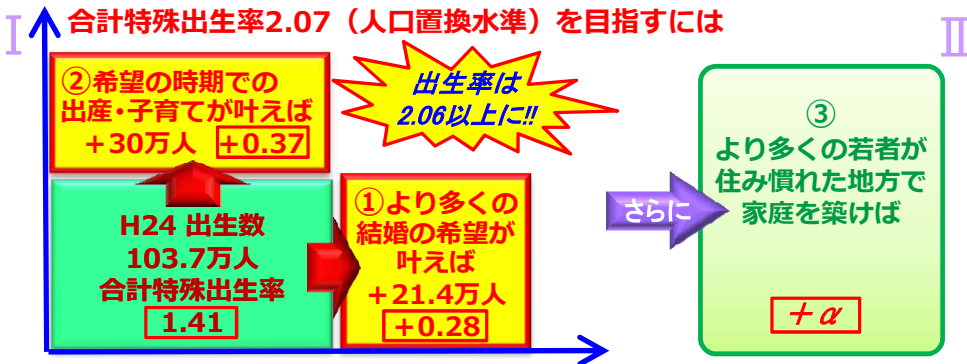 Ⅰ
合計特殊出生率2.07（人口置換水準）を目指すには
Ⅱ
②希望の時期での
出産・子育てが叶えば
＋30万人 +0.37
出生率は
2.06以上に!!
H24 出生数
103.7万人
合計特殊出生率
1.41
①より多くの
結婚の希望が
叶えば
＋21.4万人
+0.28
さらに
③
より多くの若者が
住み慣れた地方で
家庭を築けば
＋α